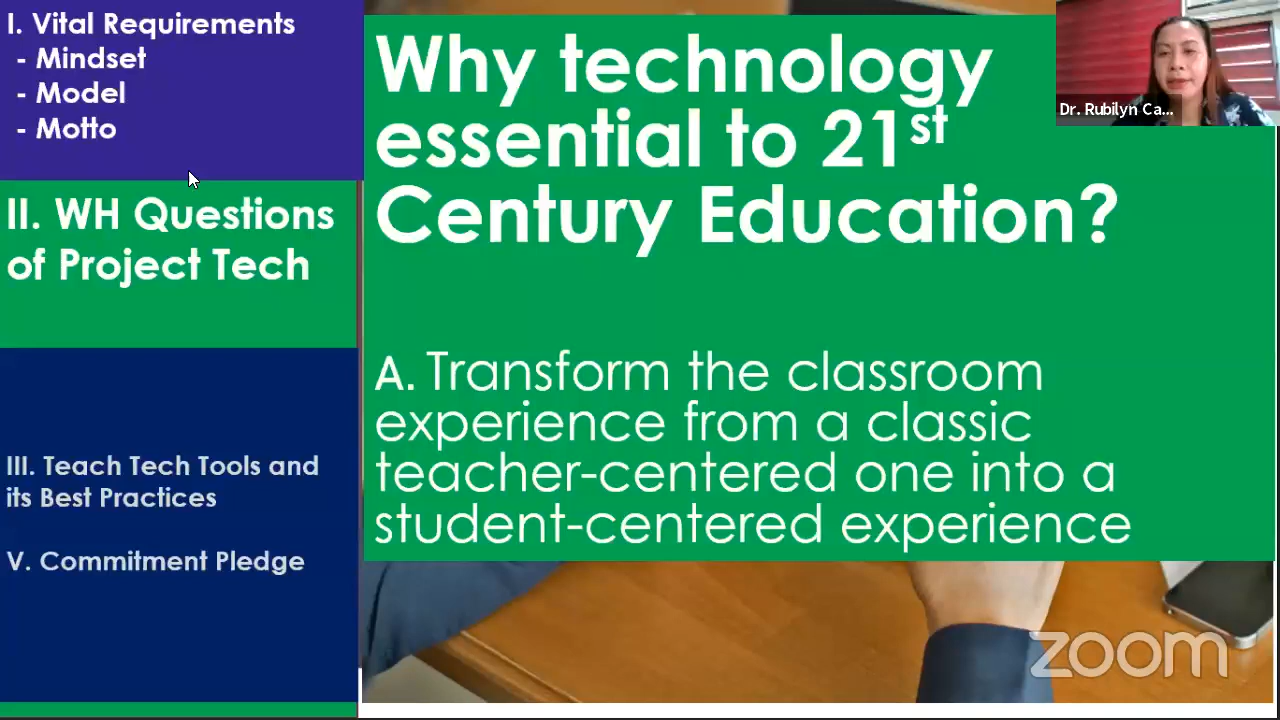 I. Vital Requirements
- Mindset
- Model
- Motto
II. WH Questions
of Project Tech
III. Teach Tech Tools and
its Best Practices
V. Commitment Pledge
Why technology
essential to 21st
Century Education?
A. Transform the classroom
experience from a classic
teacher-centered one into a
student-centered experience
Dr. Rubilyn Ca...
zoom